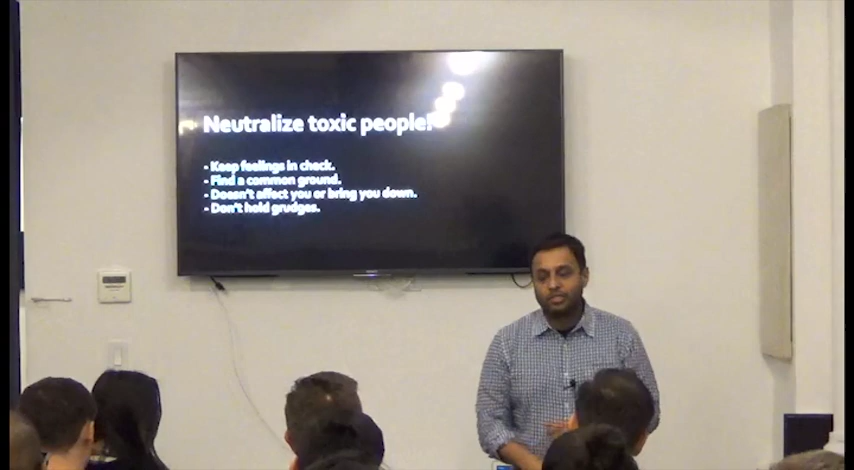 Neutralize toxic people!
- Keep feelings in check.
- Find a common ground.
- Doesn't affect you or bring you down.
- Don't hold grudges.